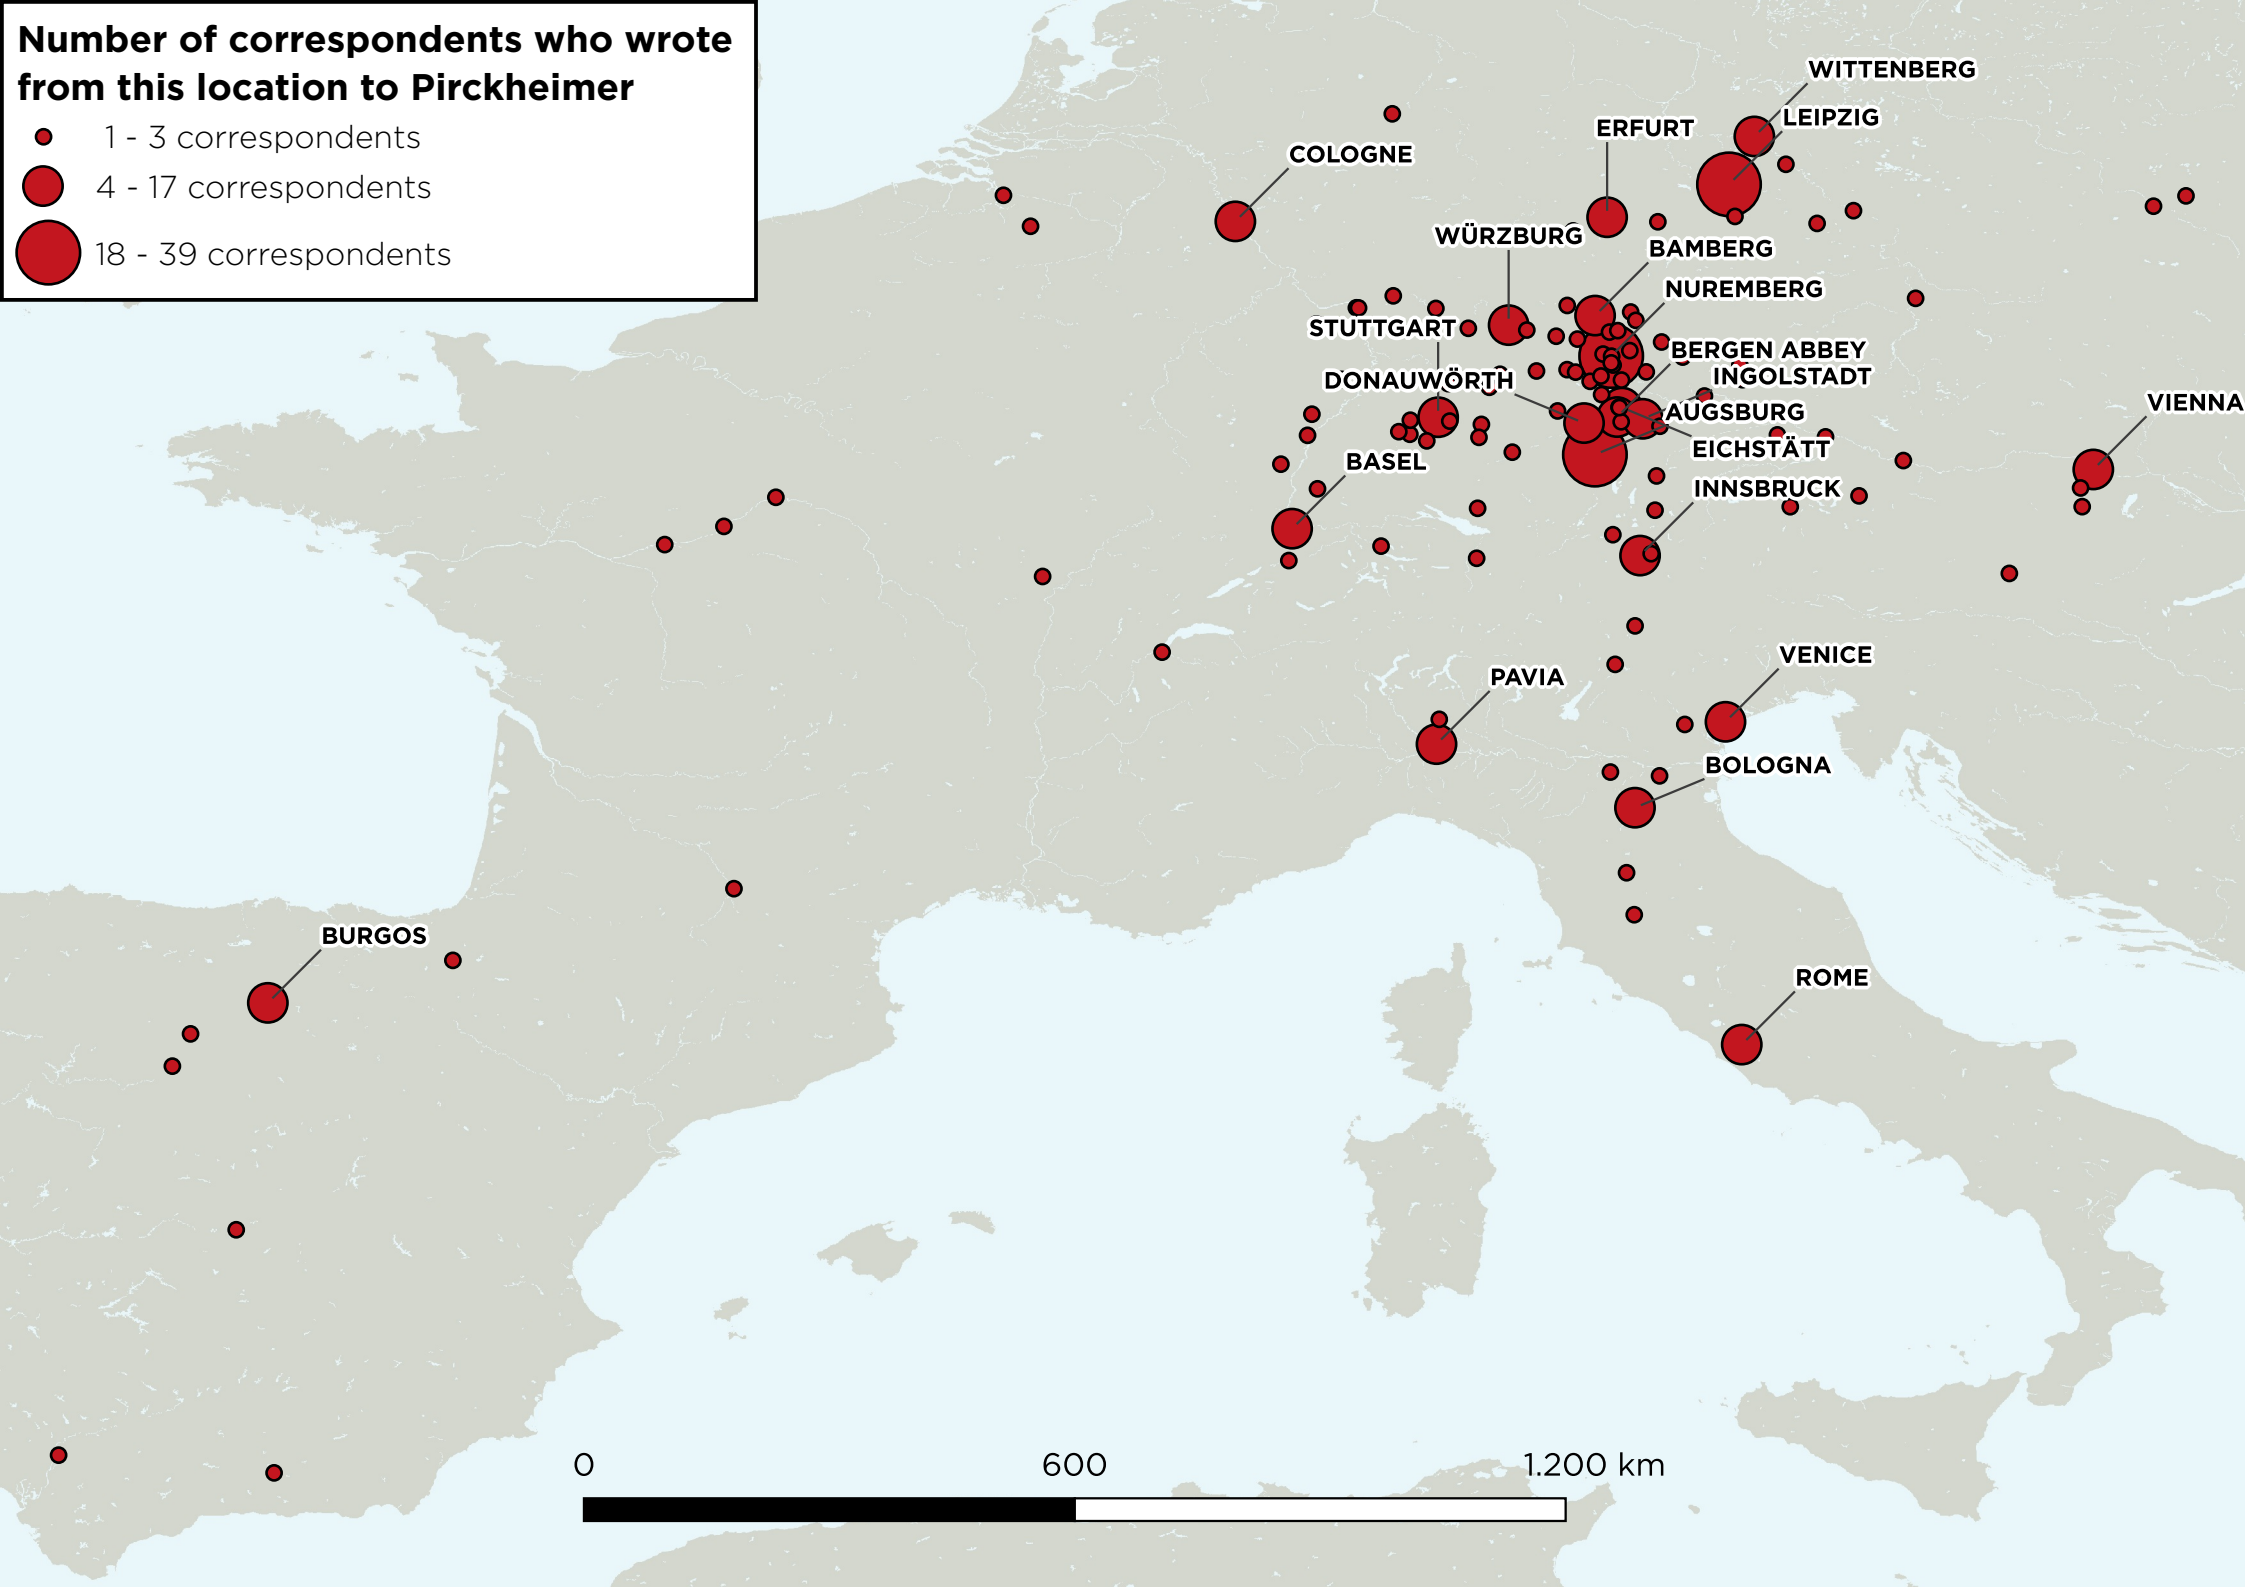 Number of correspondents who wrote
from this location to Pirckheimer
1 - 3 correspondents
4 - 17 correspondents
18 - 39 correspondents
WITTENBERG
LEIPZIG
ERFURT
COLOGNE
WÜRZBURG
BAMBERG
NUREMBERG
STUTTGART
BERGEN ABBEY
INGOLSTADT
DONAUWÖRTH
VIENNA
AUGSBURG
EICHSTÄTT
BASEL
INNSBRUCK
VENICE
PAVIA
BOLOGNA
BURGOS
ROME
0 600 1.200 km